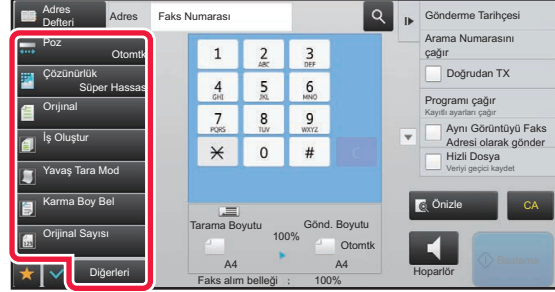 Adres
Defteri
Adres
Faks Numarası
Poz
Otomtk
Çözünürlük
Süper Hassas
Orijinal
İş Oluştur
Yavaş Tara Mod
Karma Boy Bel
Orijinal Sayısı
Diğerleri
1
2
ABC
3
DEF
4
GHI
5
JKL
6
MNO
7
PQRS
8
TUV
9
WXYZ
0
#
C
Tarama Boyutu
100%
Gönd. Boyutu
Otomtk
A4
A4
Faks alım belleği : 100%
Gönderme Tarihçesi
Arama Numarasını
çağır
Doğrudan TX
Programı çağır
Kayıtlı ayarları çağır
Aynı Görüntüyü Faks
Adresi olarak gönder
Hizli Dosya
Veriyi geçici kaydet
Önizle
CA
Hoparlör